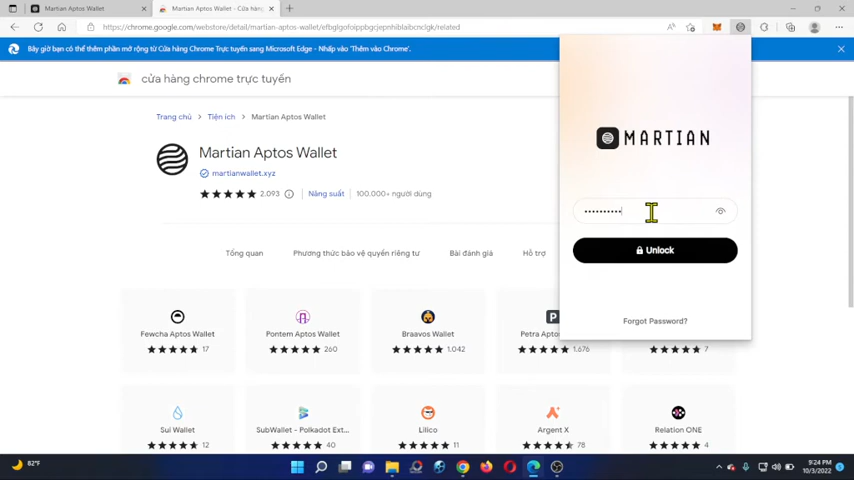 Martian Aptos Wallet
Martian Aptos Wallet - Cửa hàng
https://chrome.google.com/webstore/detail/martian-aptos-wallet/efbglgofoippbgcjepnhiblaibcnclgk/related
Bây giờ bạn có thể thêm phần mở rộng từ Cửa hàng Chrome Trực tuyến sang Microsoft Edge - Nhấp vào 'Thêm vào Chrome'.
cửa hàng chrome trực tuyến
Trang chủ > Tiện ích > Martian Aptos Wallet
Martian Aptos Wallet
martianwallet.xyz
2.093 Năng suất 100.000+ người dùng
Tổng quan Phương thức bảo vệ quyền riêng tư Bài đánh giá Hỗ trợ
MARTIAN
Unlock
Forgot Password?
Fewcha Aptos Wallet
17
Pontem Aptos Wallet
260
Braavos Wallet
1.042
Petra Apto
1.676
7
Sui Wallet
12
SubWallet - Polkadot Ext...
40
Lilico
11
Argent X
78
Relation ONE
4
82°F
9:24 PM
10/3/2022